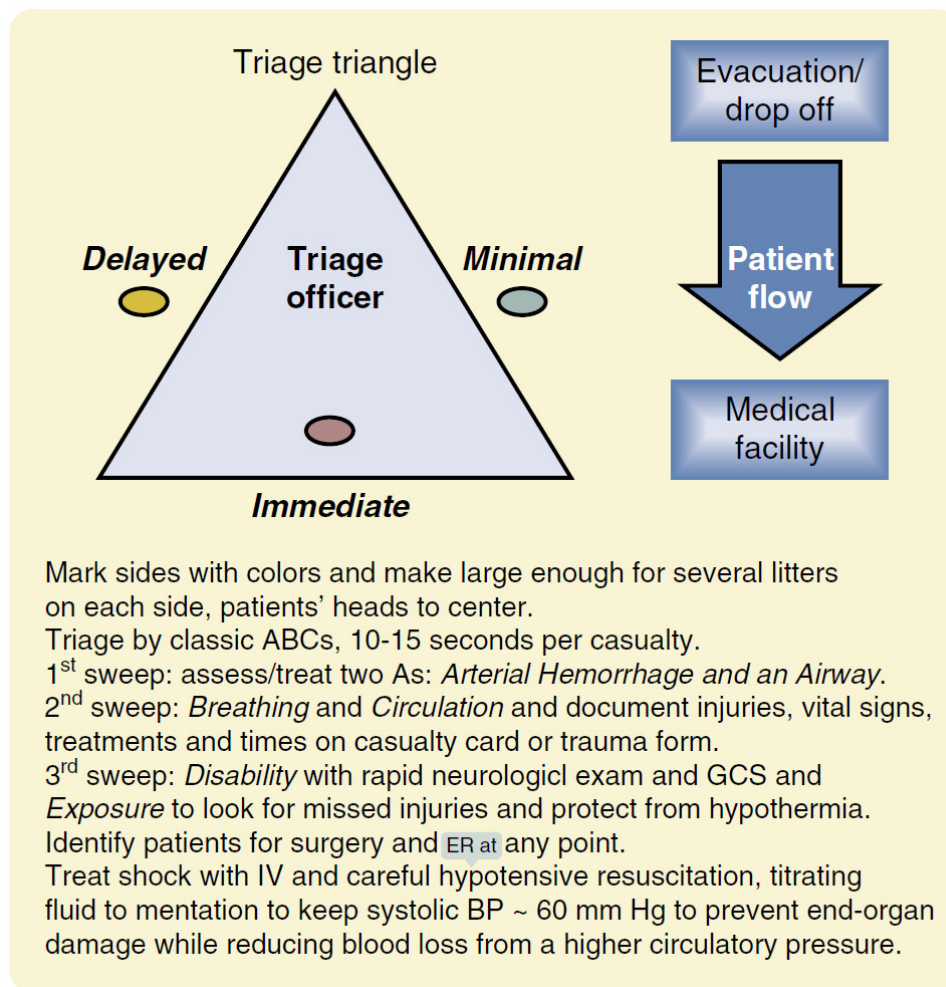 Triage triangle
Delayed
Triage
officer
Minimal
Immediate
Evacuation/
drop off
Patient
flow
Medical
facility
Mark sides with colors and make large enough for several litters
on each side, patients’ heads to center.
Triage by classic ABCs, 10-15 seconds per casualty.
1st sweep: assess/treat two As: Arterial Hemorrhage and an Airway.
2nd sweep: Breathing and Circulation and document injuries, vital signs,
treatments and times on casualty card or trauma form.
3rd sweep: Disability with rapid neurologicl exam and GCS and
Exposure to look for missed injuries and protect from hypothermia.
Identify patients for surgery and ER at any point.
Treat shock with IV and careful hypotensive resuscitation, titrating
fluid to mentation to keep systolic BP ~ 60 mm Hg to prevent end-organ
damage while reducing blood loss from a higher circulatory pressure.